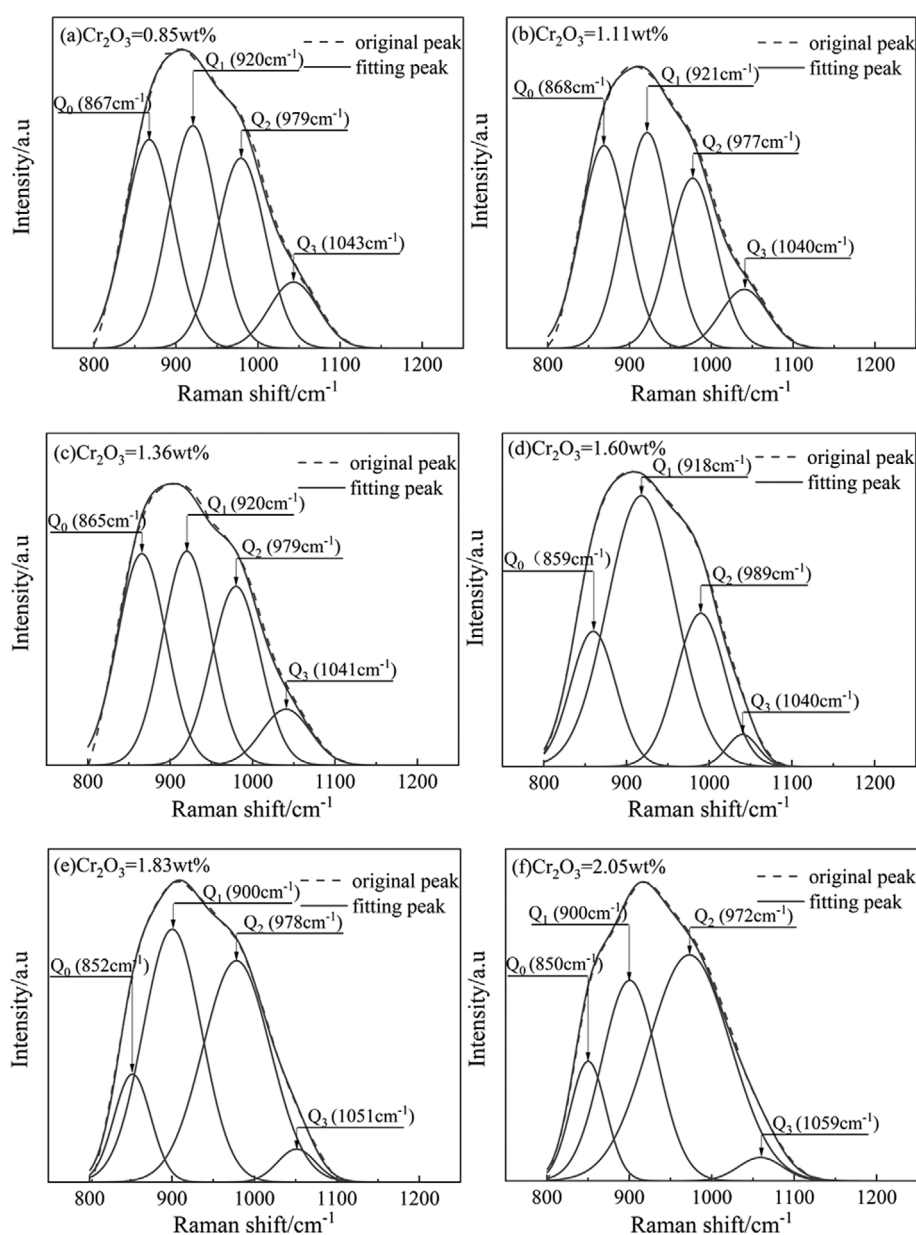 (a)Cr₂O₃=0.85wt%
original peak
fitting peak
Q₀ (867cm⁻¹)
Q₁ (920cm⁻¹)
Q₂ (979cm⁻¹)
Q₃ (1043cm⁻¹)
Intensity/a.u
800 900 1000 1100 1200
Raman shift/cm⁻¹
(b)Cr₂O₃=1.11wt%
original peak
fitting peak
Q₀ (868cm⁻¹)
Q₁ (921cm⁻¹)
Q₂ (977cm⁻¹)
Q₃ (1040cm⁻¹)
Intensity/a.u
800 900 1000 1100 1200
Raman shift/cm⁻¹
(c)Cr₂O₃=1.36wt%
original peak
fitting peak
Q₀ (865cm⁻¹)
Q₁ (920cm⁻¹)
Q₂ (979cm⁻¹)
Q₃ (1041cm⁻¹)
Intensity/a.u
800 900 1000 1100 1200
Raman shift/cm⁻¹
(d)Cr₂O₃=1.60wt%
original peak
fitting peak
Q₀（859cm⁻¹)
Q₁ (918cm⁻¹)
Q₂ (989cm⁻¹)
Q₃ (1040cm⁻¹)
Intensity/a.u
800 900 1000 1100 1200
Raman shift/cm⁻¹
(e)Cr₂O₃=1.83wt%
original peak
fitting peak
Q₀ (852cm⁻¹)
Q₁ (900cm⁻¹)
Q₂ (978cm⁻¹)
Q₃ (1051cm⁻¹)
Intensity/a.u
800 900 1000 1100 1200
Raman shift/cm⁻¹
(f)Cr₂O₃=2.05wt%
original peak
fitting peak
Q₀ (850cm⁻¹)
Q₁ (900cm⁻¹)
Q₂ (972cm⁻¹)
Q₃ (1059cm⁻¹)
Intensity/a.u
800 900 1000 1100 1200
Raman shift/cm⁻¹